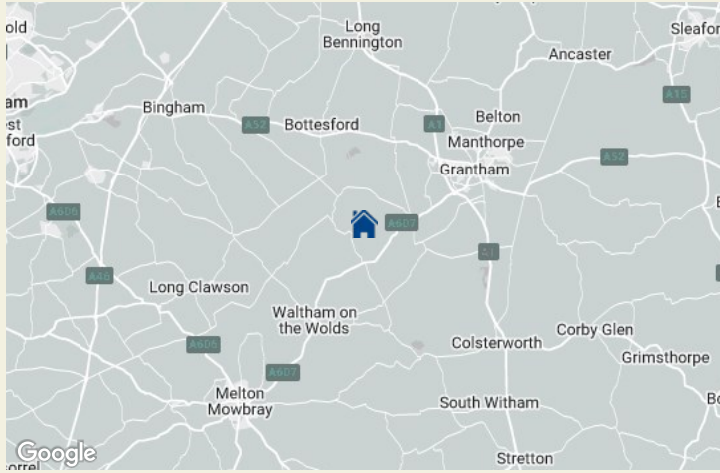 old
Long
Bennington
Sleafor
Ancaster
am
Bingham
A15
Belton
est
ford
A52
Bottesford
A1
Manthorpe
A52
Grantham
A606
A607
A1
A46
Long Clawson
Waltham on
the Wolds
Corby Glen
A606
Colsterworth
Grimsthorpe
A607
Melton
Mowbray
South Witham
Bo
Google
orrel
Stretton